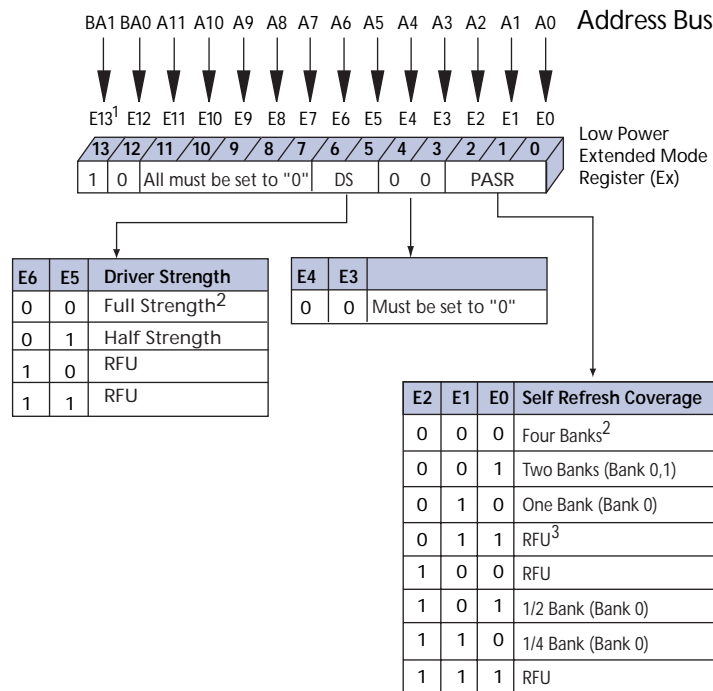 Address Bus
BA1 BA0 A11 A10 A9 A8 A7 A6 A5 A4 A3 A2 A1 A0
E13¹ E12 E11 E10 E9 E8 E7 E6 E5 E4 E3 E2 E1 E0
13 12 11 10 9 8 7 6 5 4 3 2 1 0
1 0 All must be set to "0" DS 0 0 PASR
Low Power
Extended Mode
Register (Ex)
E6 E5 Driver Strength
0 0 Full Strength²
0 1 Half Strength
1 0 RFU
1 1 RFU
E4 E3
0 0 Must be set to "0"
E2 E1 E0 Self Refresh Coverage
0 0 0 Four Banks²
0 0 1 Two Banks (Bank 0,1)
0 1 0 One Bank (Bank 0)
0 1 1 RFU³
1 0 0 RFU
1 0 1 1/2 Bank (Bank 0)
1 1 0 1/4 Bank (Bank 0)
1 1 1 RFU